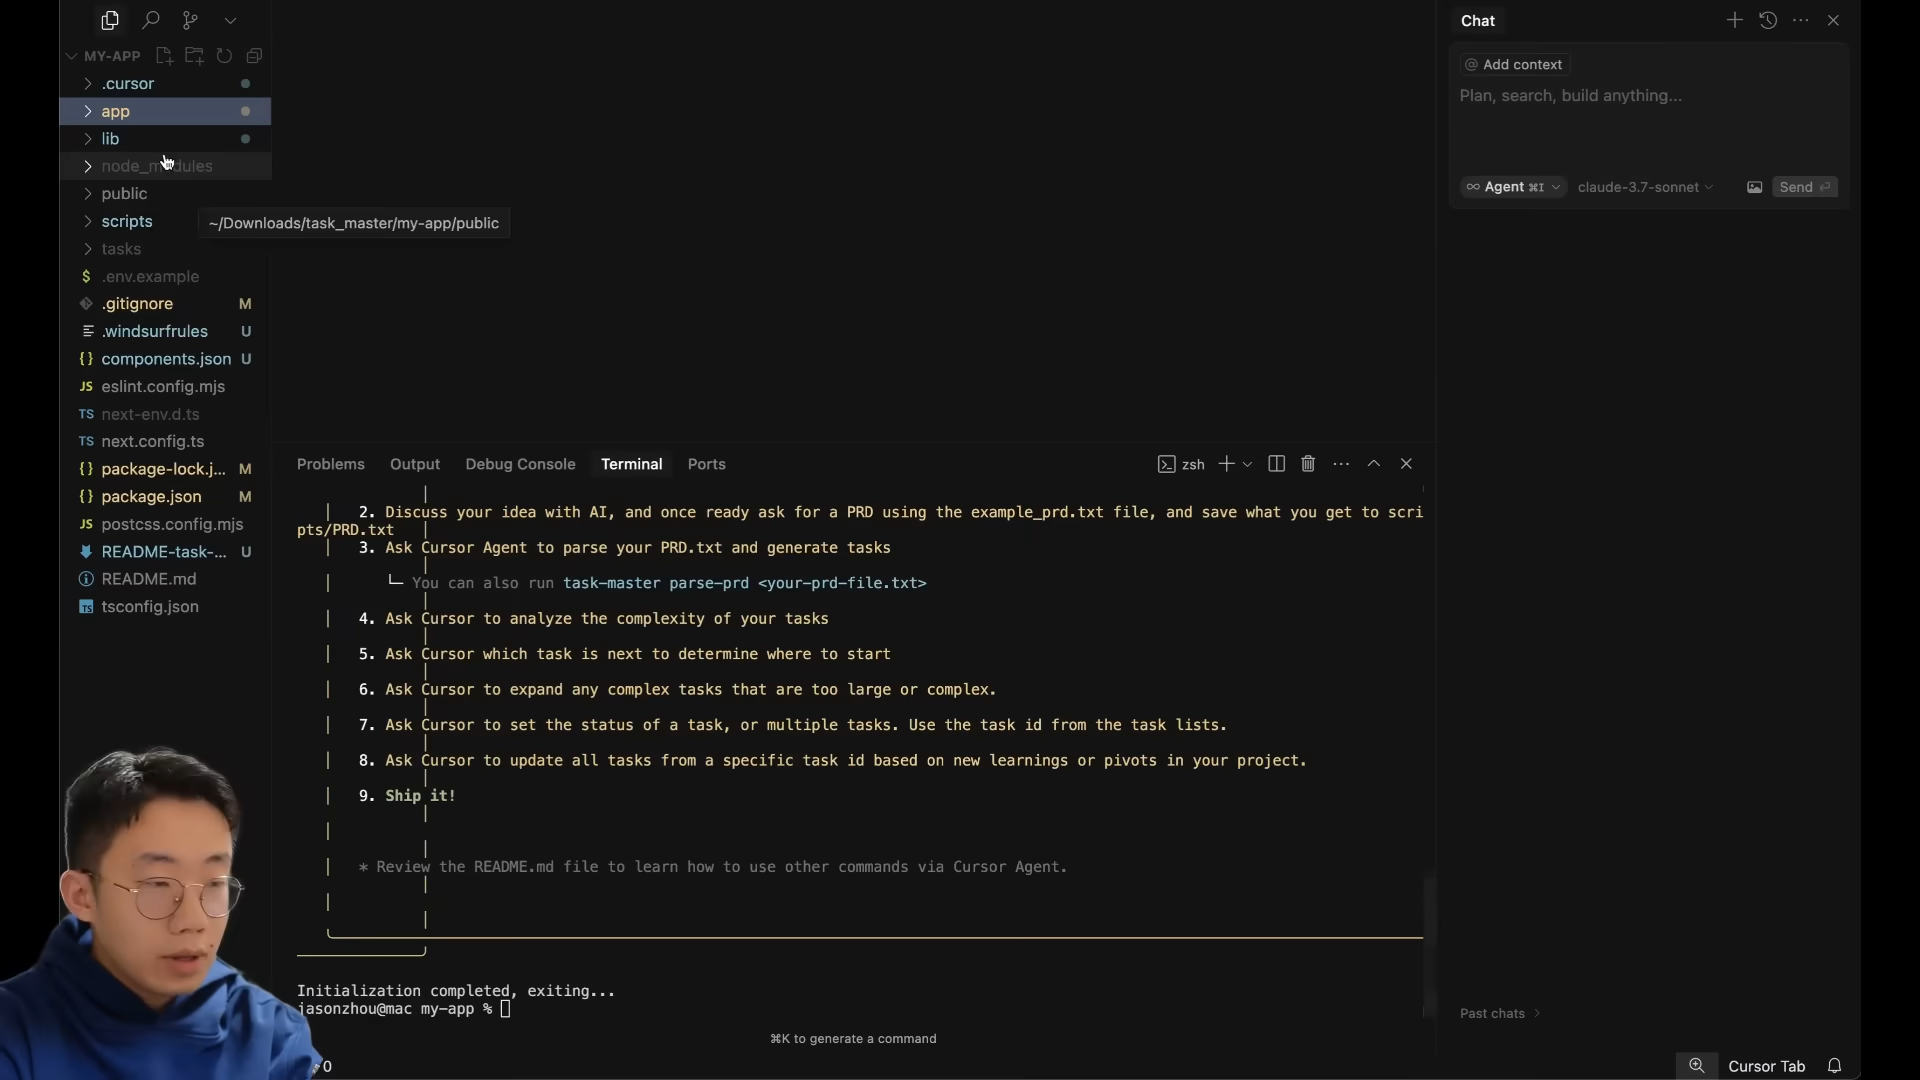 MY-APP
.cursor
app
lib
node_modules
public
scripts
~/Downloads/task_master/my-app/public
tasks
$ .env.example
.gitignore M
.windsurfrules U
{} components.json U
JS eslint.config.mjs
TS next-env.d.ts
TS next.config.ts
{} package-lock.j... M
{} package.json M
JS postcss.config.mjs
README-task-... U
README.md
TS tsconfig.json
Problems Output Debug Console Terminal Ports
zsh
2. Discuss your idea with AI, and once ready ask for a PRD using the example_prd.txt file, and save what you get to scri
pts/PRD.txt
3. Ask Cursor Agent to parse your PRD.txt and generate tasks
└─ You can also run task-master parse-prd <your-prd-file.txt>
4. Ask Cursor to analyze the complexity of your tasks
5. Ask Cursor which task is next to determine where to start
6. Ask Cursor to expand any complex tasks that are too large or complex.
7. Ask Cursor to set the status of a task, or multiple tasks. Use the task id from the task lists.
8. Ask Cursor to update all tasks from a specific task id based on new learnings or pivots in your project.
9. Ship it!
* Review the README.md file to learn how to use other commands via Cursor Agent.
Initialization completed, exiting...
jasonzhou@mac my-app %
⌘K to generate a command
0
Chat
@ Add context
Plan, search, build anything...
∞ Agent ⌘I
claude-3.7-sonnet
Send ⏎
Past chats
Cursor Tab